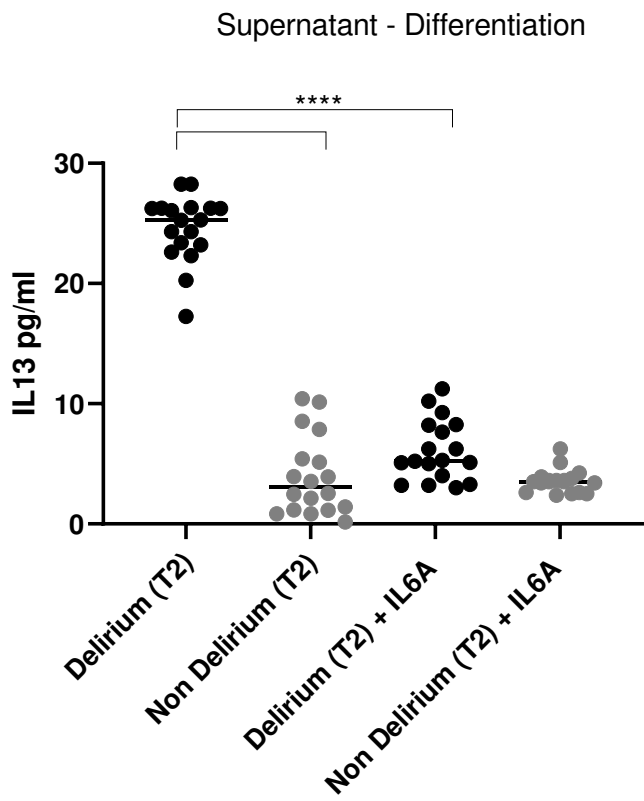 Supernatant - Differentiation
****
30
20
10
0
IL13 pg/ml
Delirium (T2)
Non Delirium (T2)
Delirium (T2) + IL6A
Non Delirium (T2) + IL6A